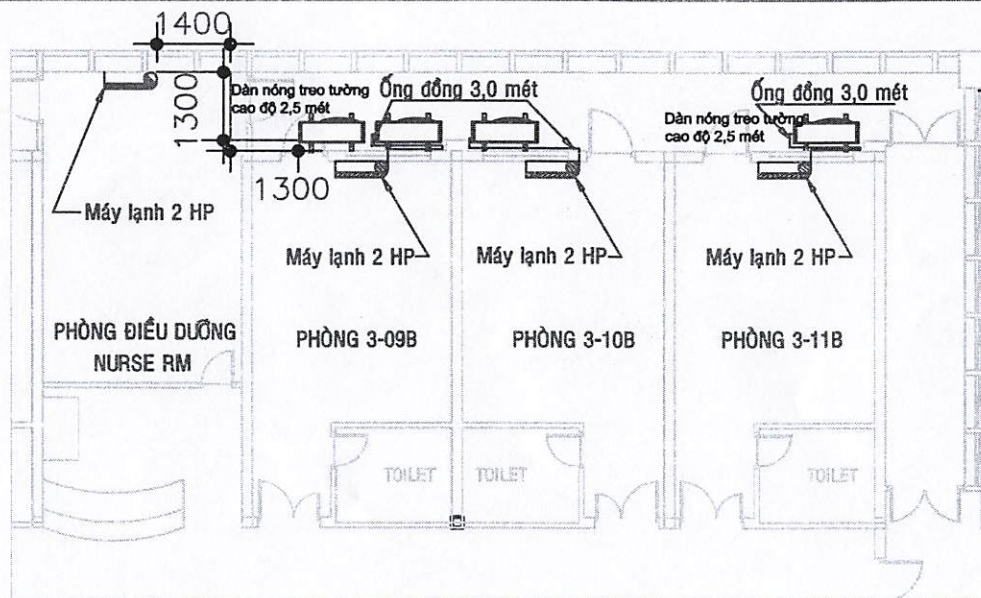 1400
1300
Dàn nóng treo tường
cao độ 2,5 mét
Ống đồng 3,0 mét
Ống đồng 3,0 mét
Dàn nóng treo tường
cao độ 2,5 mét
1300
Máy lạnh 2 HP
Máy lạnh 2 HP
Máy lạnh 2 HP
Máy lạnh 2 HP
PHÒNG ĐIỀU DƯỠNG
NURSE RM
PHÒNG 3-09B
PHÒNG 3-10B
PHÒNG 3-11B
TOILET
TOILET
TOILET